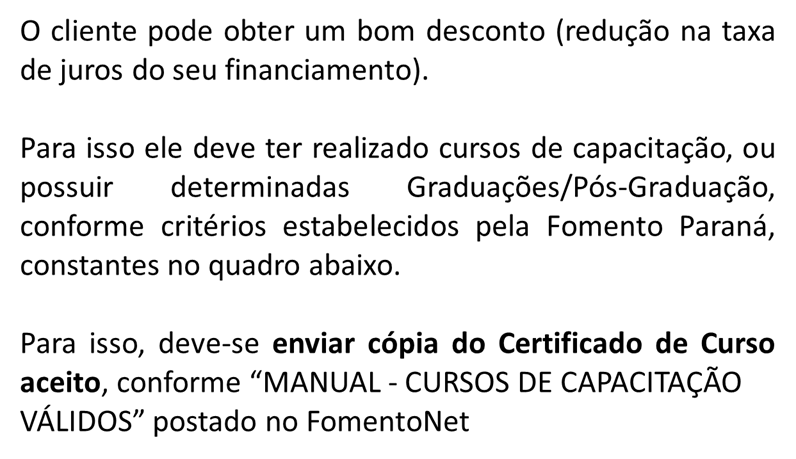 O cliente pode obter um bom desconto (redução na taxa
de juros do seu financiamento).
Para isso ele deve ter realizado cursos de capacitação, ou
possuir determinadas Graduações/Pós-Graduação,
conforme critérios estabelecidos pela Fomento Paraná,
constantes no quadro abaixo.
Para isso, deve-se enviar cópia do Certificado de Curso
aceito, conforme “MANUAL - CURSOS DE CAPACITAÇÃO
VÁLIDOS” postado no FomentoNet